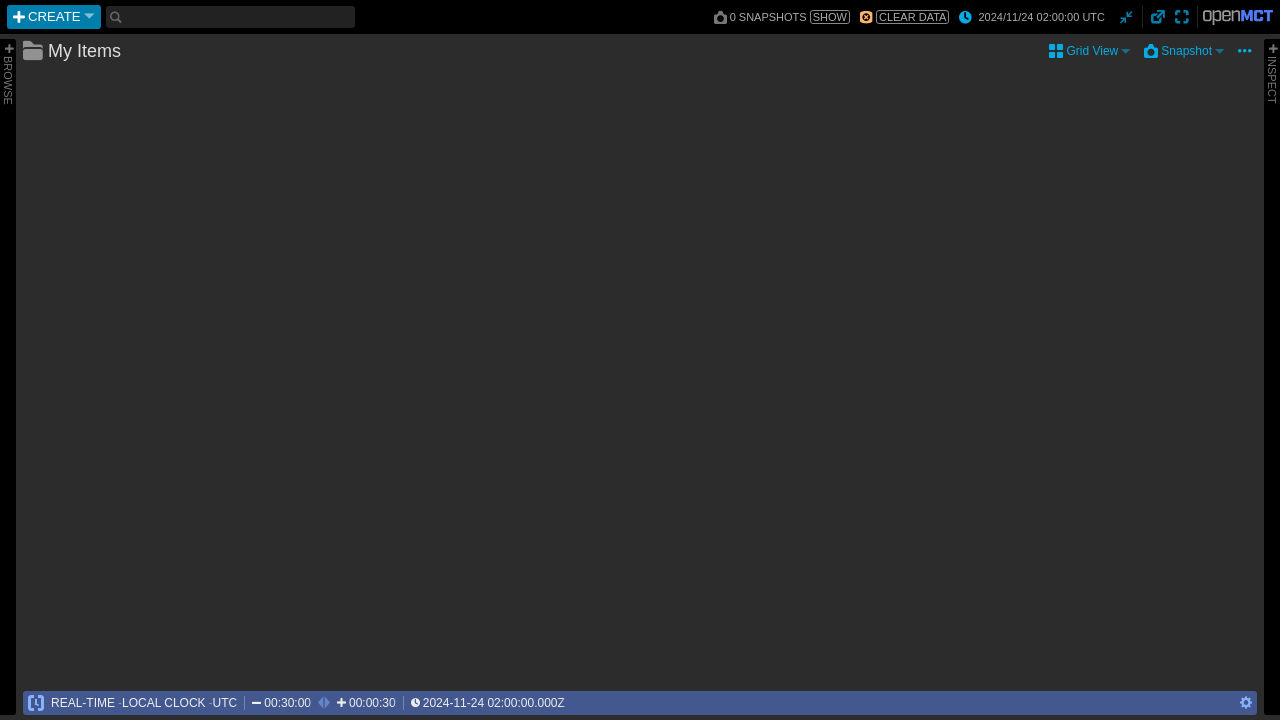 CREATE
0 SNAPSHOTS SHOW
CLEAR DATA
2024/11/24 02:00:00 UTC
openMCT
BROWSE
My Items
Grid View
Snapshot
INSPECT
REAL-TIME LOCAL CLOCK UTC
00:30:00
00:00:30
2024-11-24 02:00:00.000Z